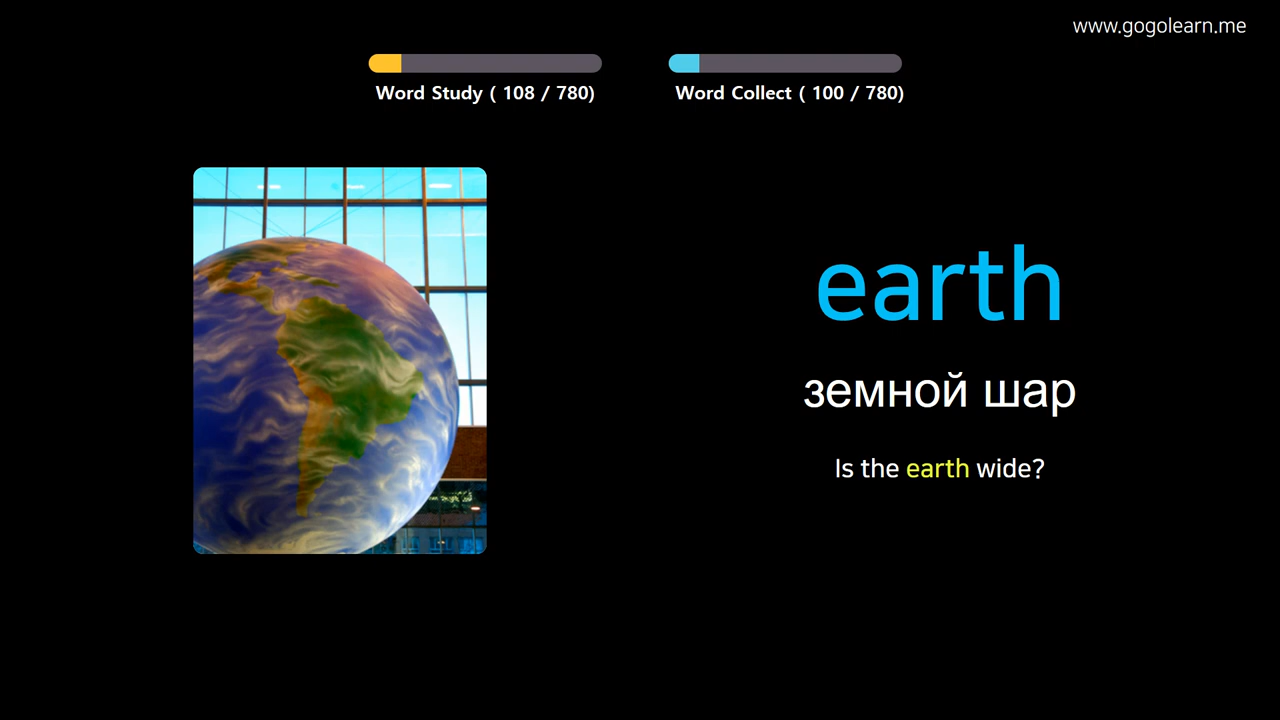 www.gogolearn.me
Word Study ( 108 / 780)
Word Collect ( 100 / 780)
earth
земной шар
Is the earth wide?